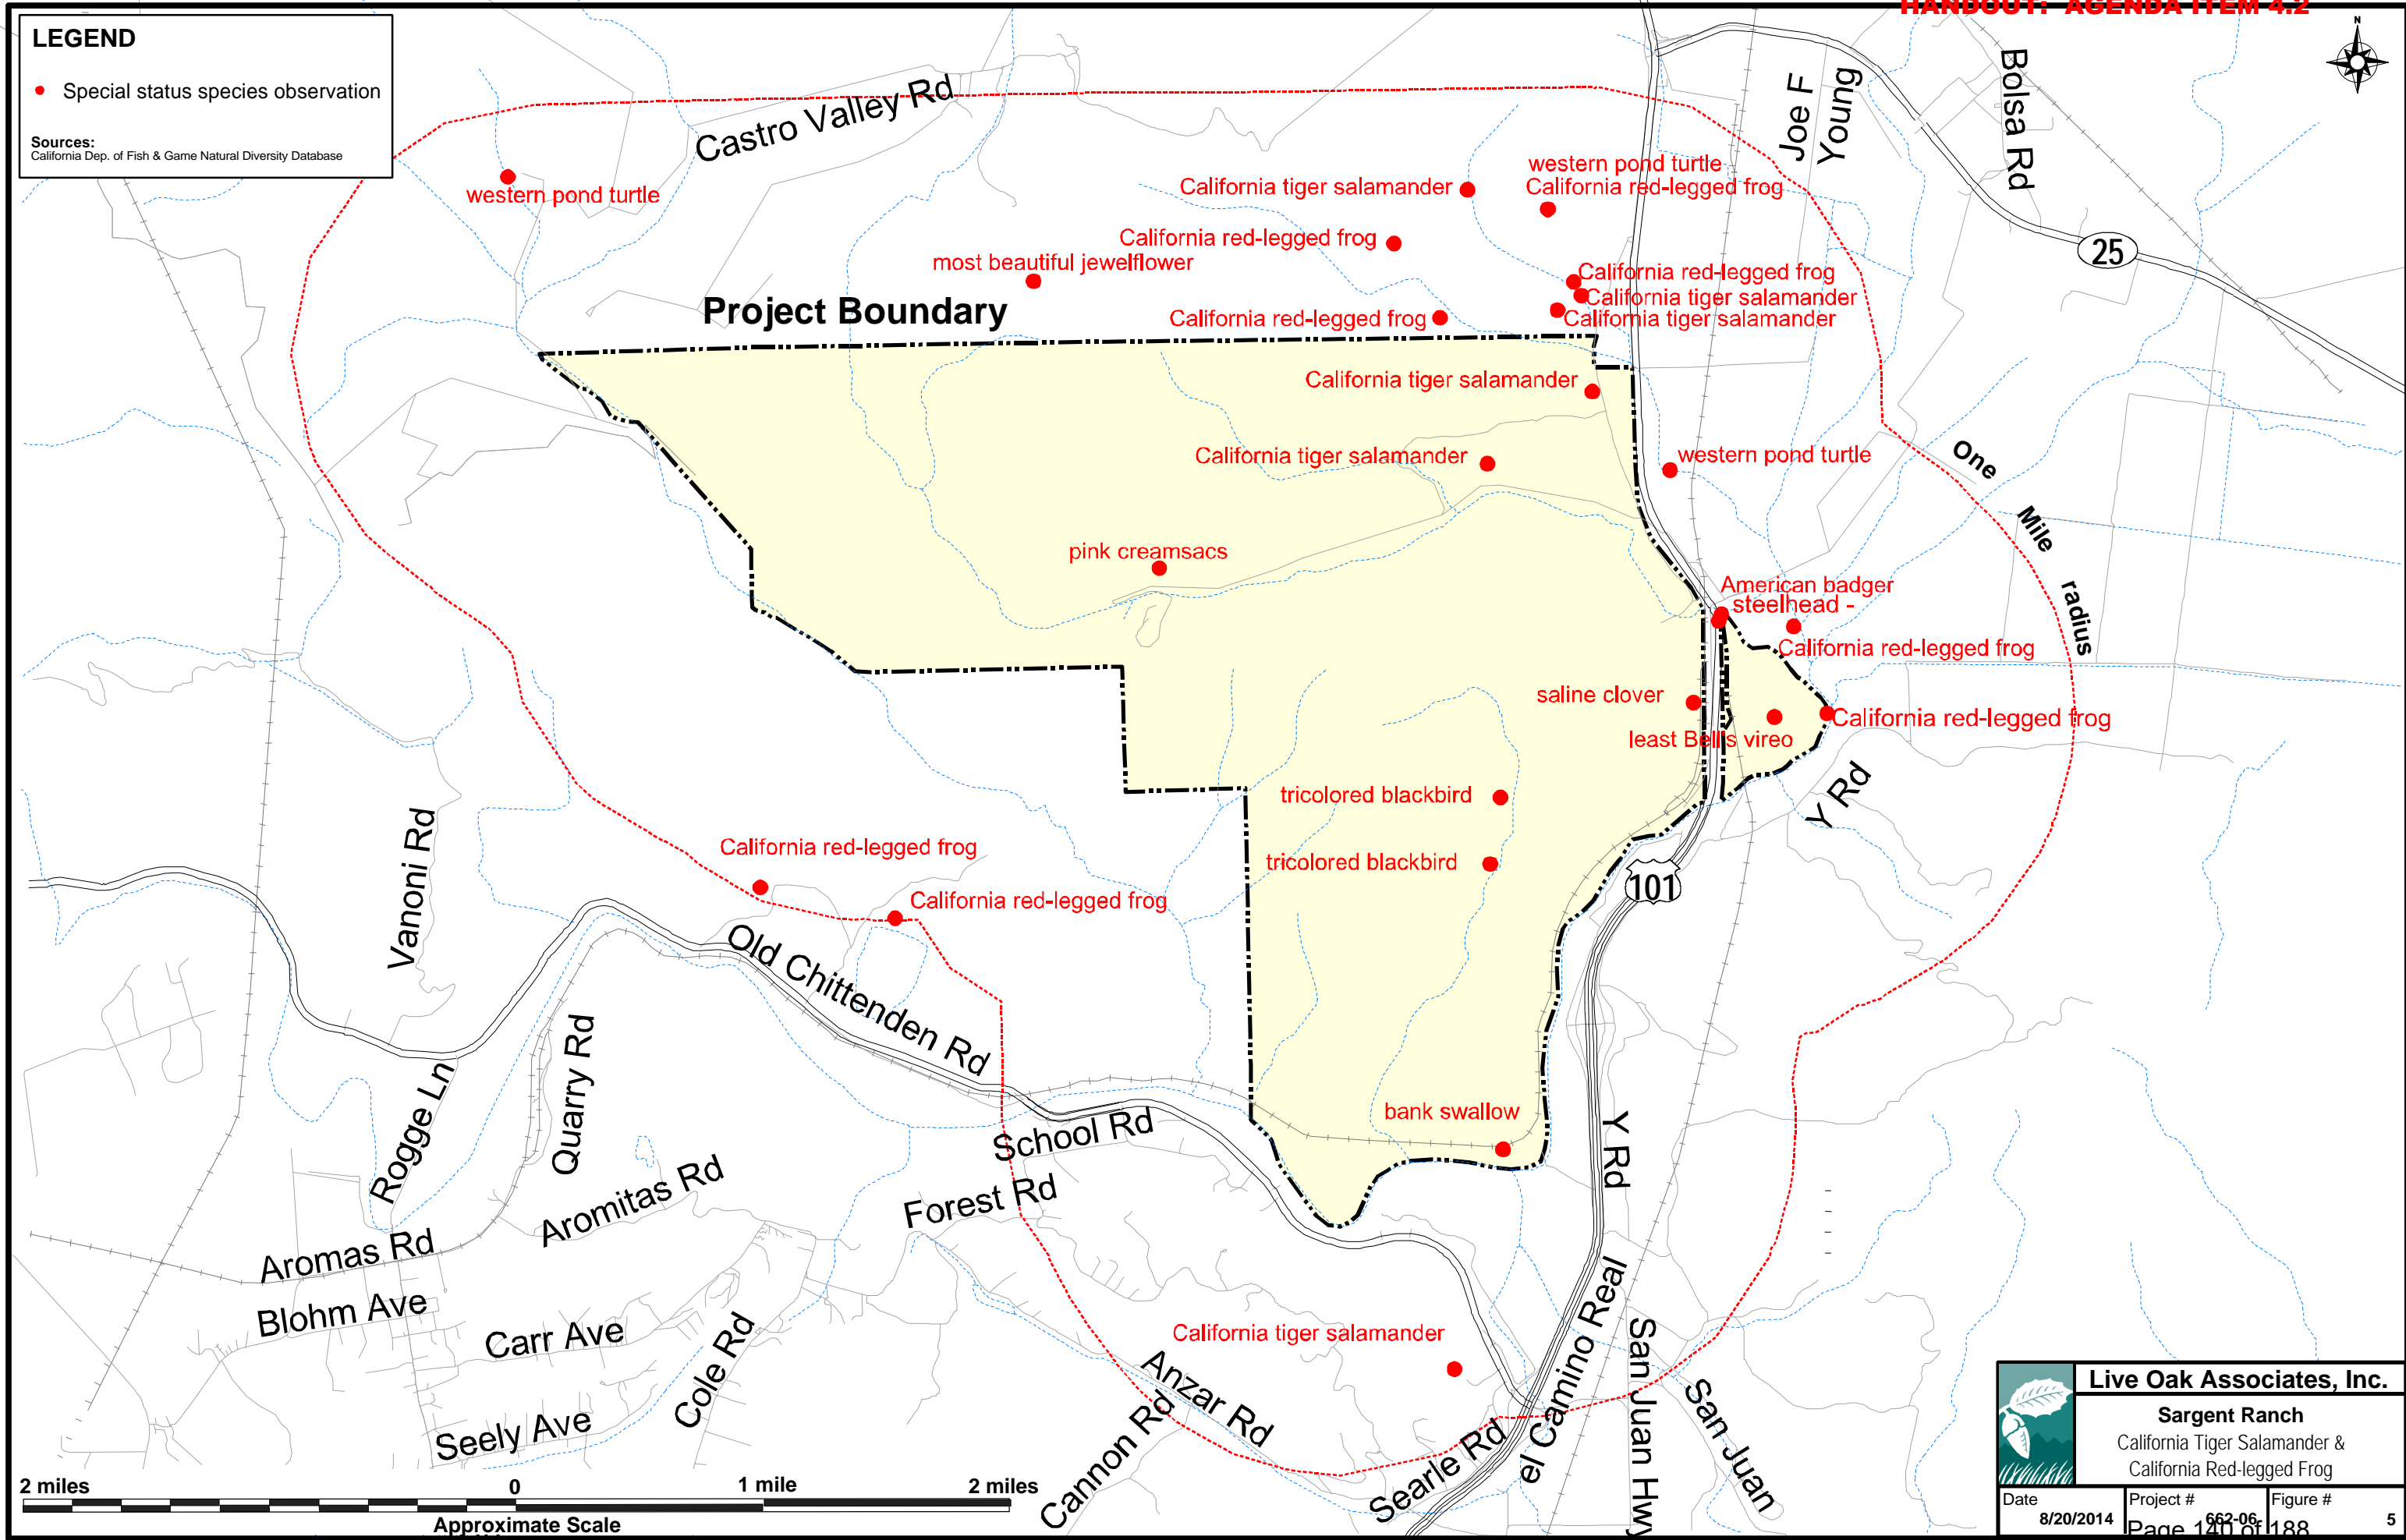 HANDOUT: AGENDA ITEM 4.2
LEGEND
Special status species observation
Sources:
California Dep. of Fish & Game Natural Diversity Database
N
Castro Valley Rd
Joe F
Young
Bolsa Rd
25
western pond turtle
California tiger salamander
western pond turtle
California red-legged frog
California red-legged frog
most beautiful jewelflower
California red-legged frog
California tiger salamander
California tiger salamander
California red-legged frog
Project Boundary
California tiger salamander
California tiger salamander
western pond turtle
One
Mile
radius
pink creamsacs
American badger
steelhead -
California red-legged frog
saline clover
California red-legged frog
least Bell's vireo
Y Rd
tricolored blackbird
tricolored blackbird
101
Vanoni Rd
California red-legged frog
California red-legged frog
Old Chittenden Rd
Quarry Rd
Rogge Ln
bank swallow
School Rd
Y Rd
Forest Rd
Aromitas Rd
Aromas Rd
Blohm Ave
Carr Ave
Cole Rd
Seely Ave
California tiger salamander
Anzar Rd
Cannon Rd
Searle Rd
el Camino Real
San Juan Hwy
San Juan
2 miles
0
1 mile
2 miles
Approximate Scale
Live Oak Associates, Inc.
Sargent Ranch
California Tiger Salamander &
California Red-legged Frog
Date
Project #
Figure #
8/20/2014
662-06
5
Page 140 of 188